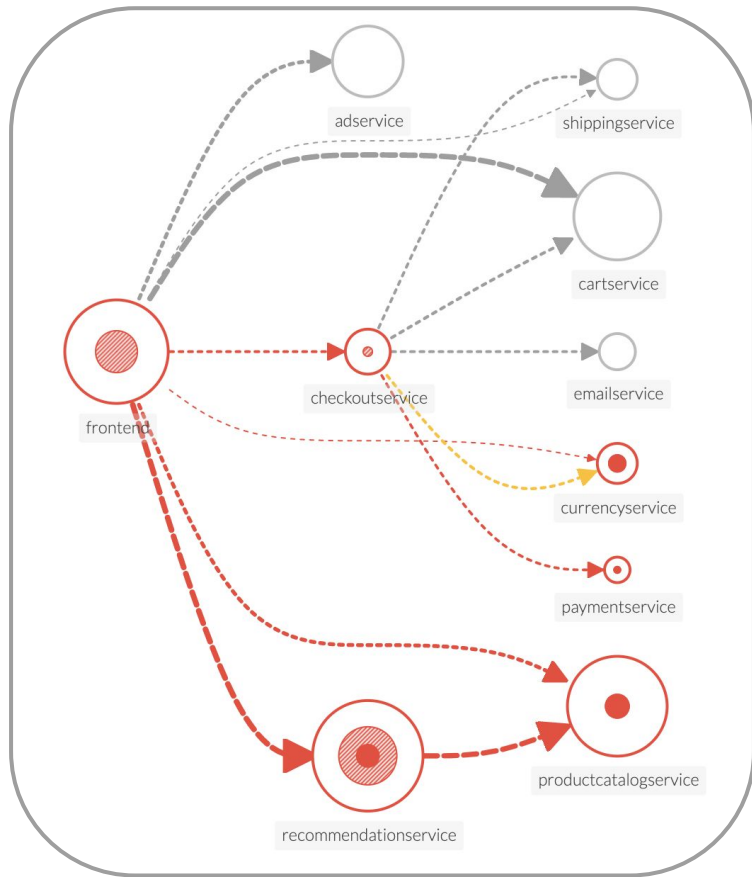 adservice
shippingservice
cartservice
frontend
checkoutservice
emailservice
currencyservice
paymentservice
productcatalogservice
recommendationservice